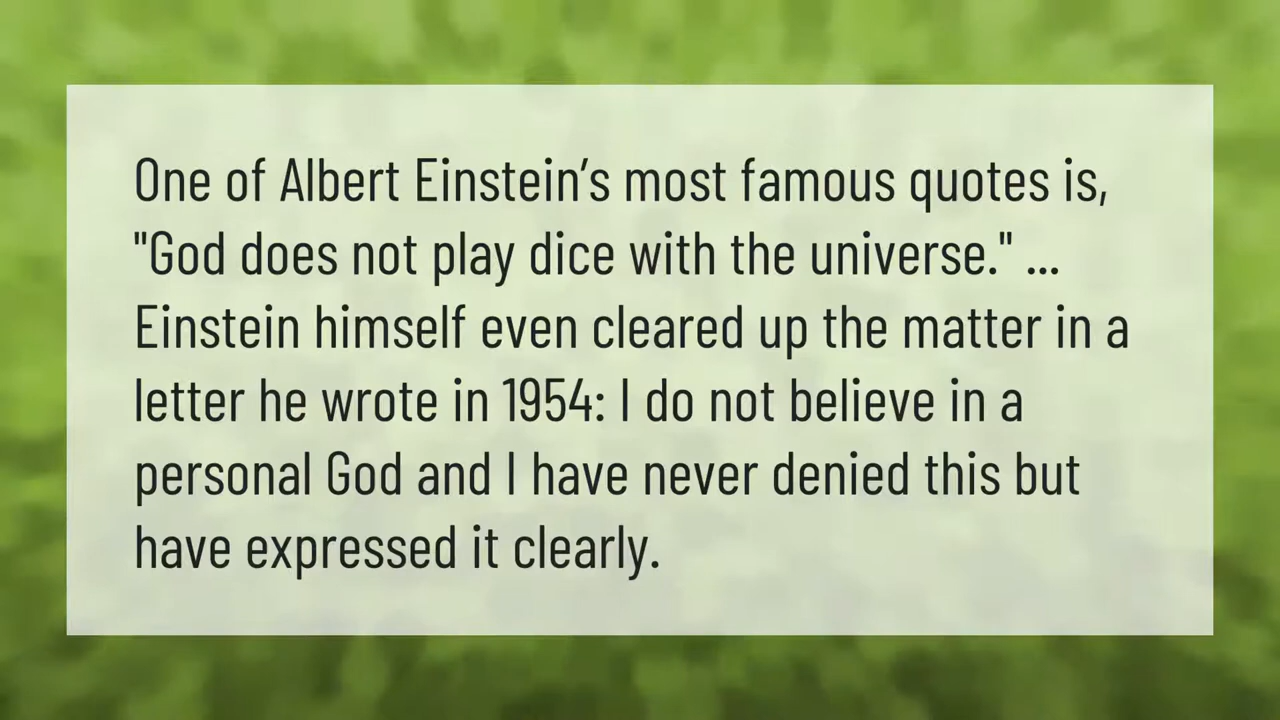 One of Albert Einstein’s most famous quotes is,
"God does not play dice with the universe." ...
Einstein himself even cleared up the matter in a
letter he wrote in 1954: I do not believe in a
personal God and I have never denied this but
have expressed it clearly.